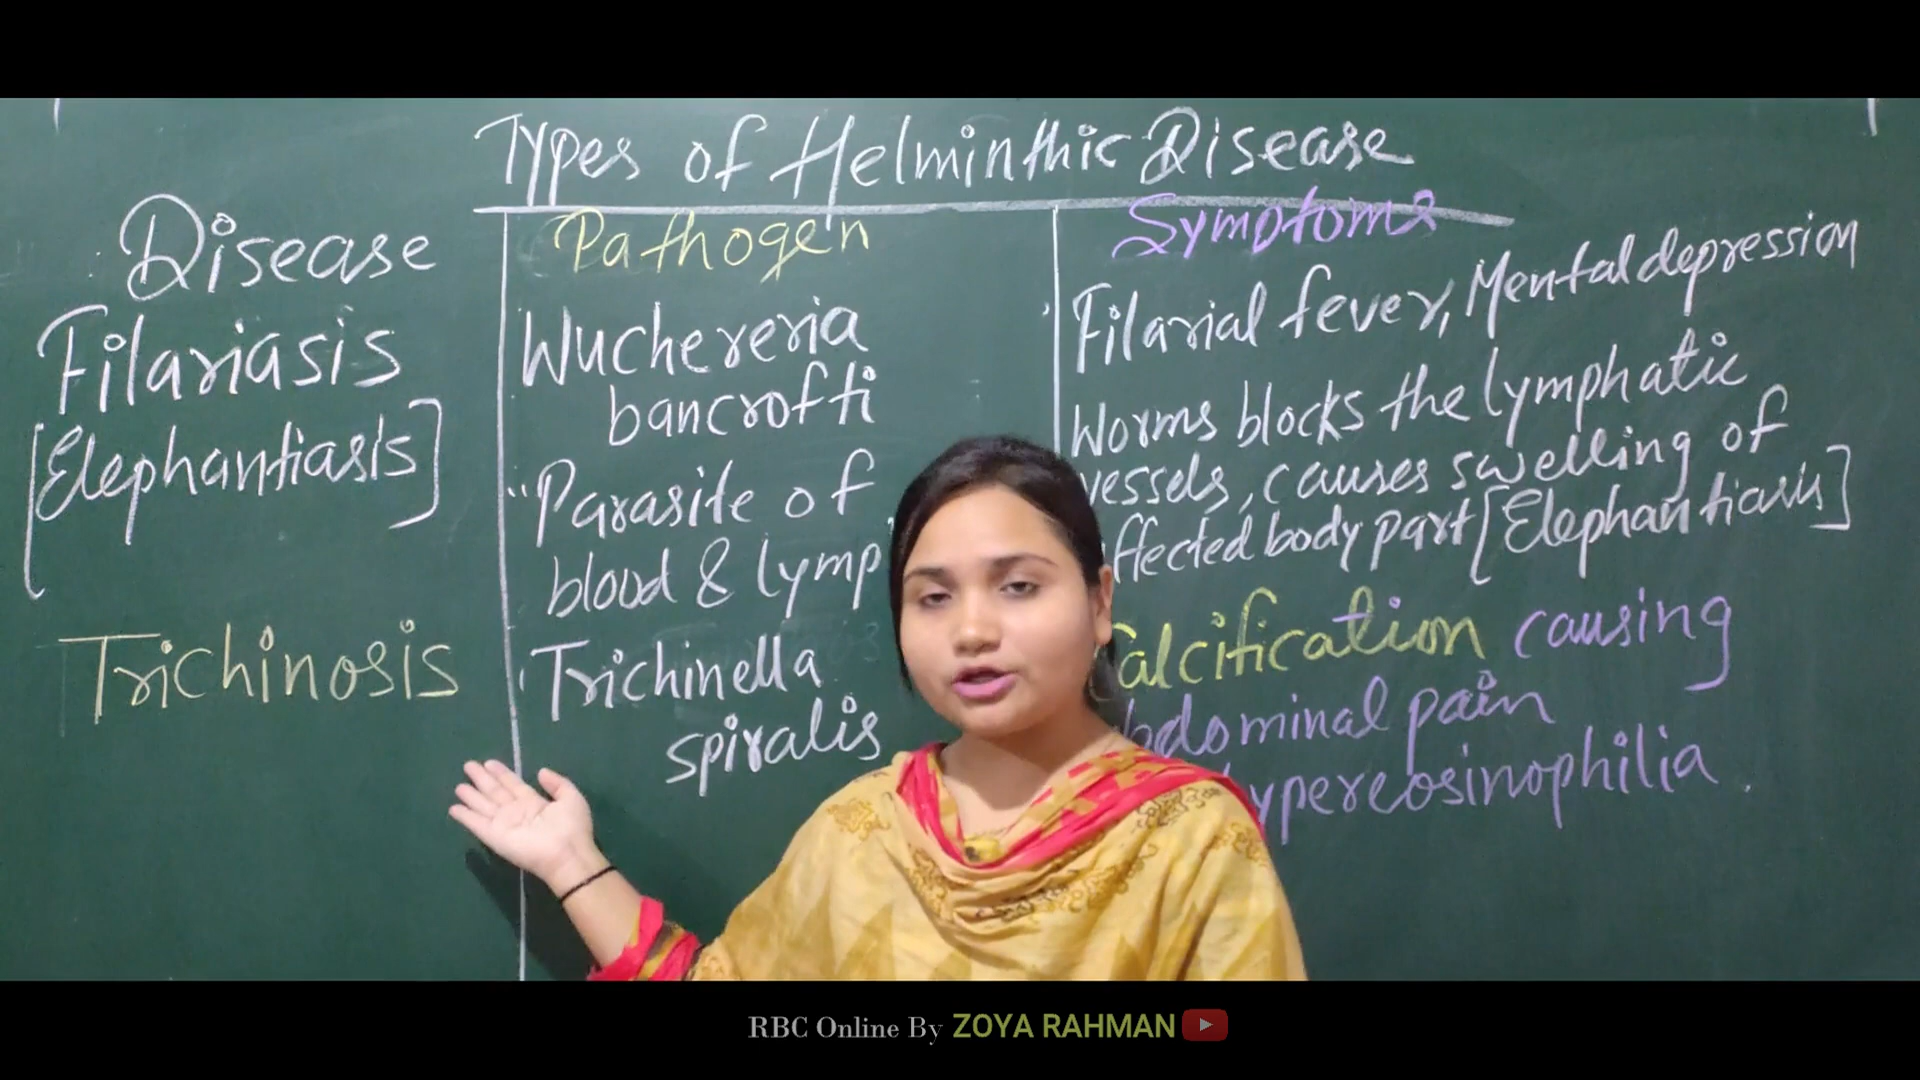 Types of Helminthic Disease
Disease
Filariasis
[Elephantiasis]
Trichinosis
Pathogen
Wuchereria
bancrofti
"Parasite of
blood & lymp
Trichinella
spiralis
Symptoms
Filarial fever, Mental depression
Worms blocks the lymphatic
vessels, causes swelling of
ffected body part [Elephantiasis]
alcification causing
bdominal pain
ypereosinophilia
RBC Online By ZOYA RAHMAN